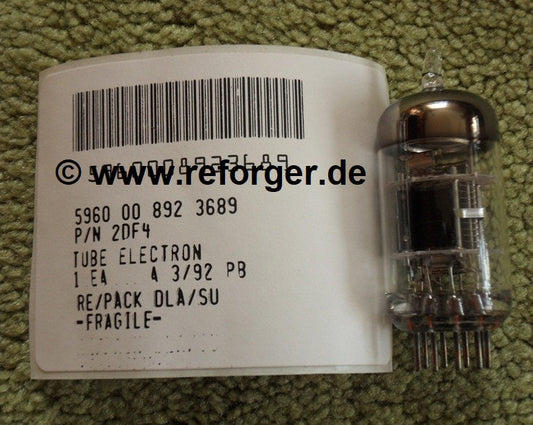 © www.reforger.de
5960 00 892 3689
P/N 2DF4
TUBE ELECTRON
1 EA A 3/92 PB
RE/PACK DLA/SU
-FRAGILE-